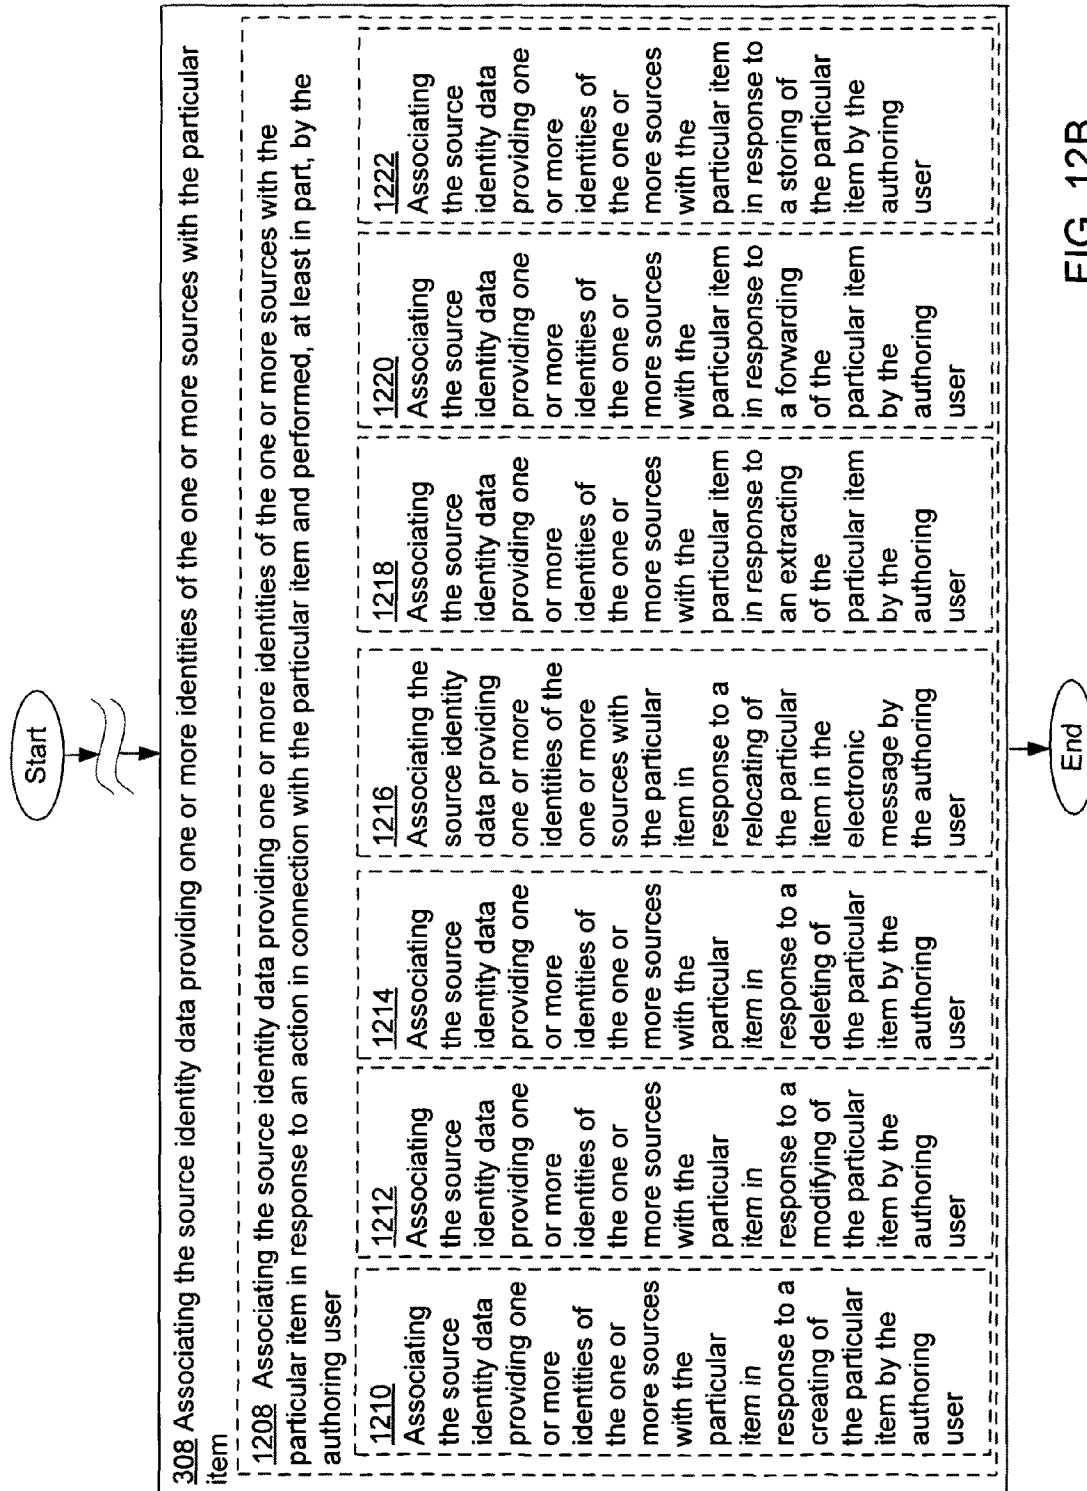 Start
308 Associating the source identity data providing one or more identities of the one or more sources with the particular
item
1208 Associating the source identity data providing one or more identities of the one or more sources with the
particular item in response to an action in connection with the particular item and performed, at least in part, by the
authoring user
1210
Associating
the source
identity data
providing one
or more
identities of
the one or
more sources
with the
particular
item in
response to a
creating of
the particular
item by the
authoring
user
1212
Associating
the source
identity data
providing one
or more
identities of
the one or
more sources
with the
particular
item in
response to a
modifying of
the particular
item by the
authoring
user
1214
Associating
the source
identity data
providing one
or more
identities of
the one or
more sources
with the
particular
item in
response to a
deleting of
the particular
item by the
authoring
user
1216
Associating the
source identity
data providing
one or more
identities of the
one or more
sources with
the particular
item in
response to a
relocating of
the particular
item in the
electronic
message by
the authoring
user
1218
Associating
the source
identity data
providing one
or more
identities of
the one or
more sources
with the
particular item
in response to
an extracting
of the
particular item
by the
authoring
user
1220
Associating
the source
identity data
providing one
or more
identities of
the one or
more sources
with the
particular item
in response to
a forwarding
of the
particular item
by the
authoring
user
1222
Associating
the source
identity data
providing one
or more
identities of
the one or
more sources
with the
particular item
in response to
a storing of
the particular
item by the
authoring
user
End
FIG. 12B